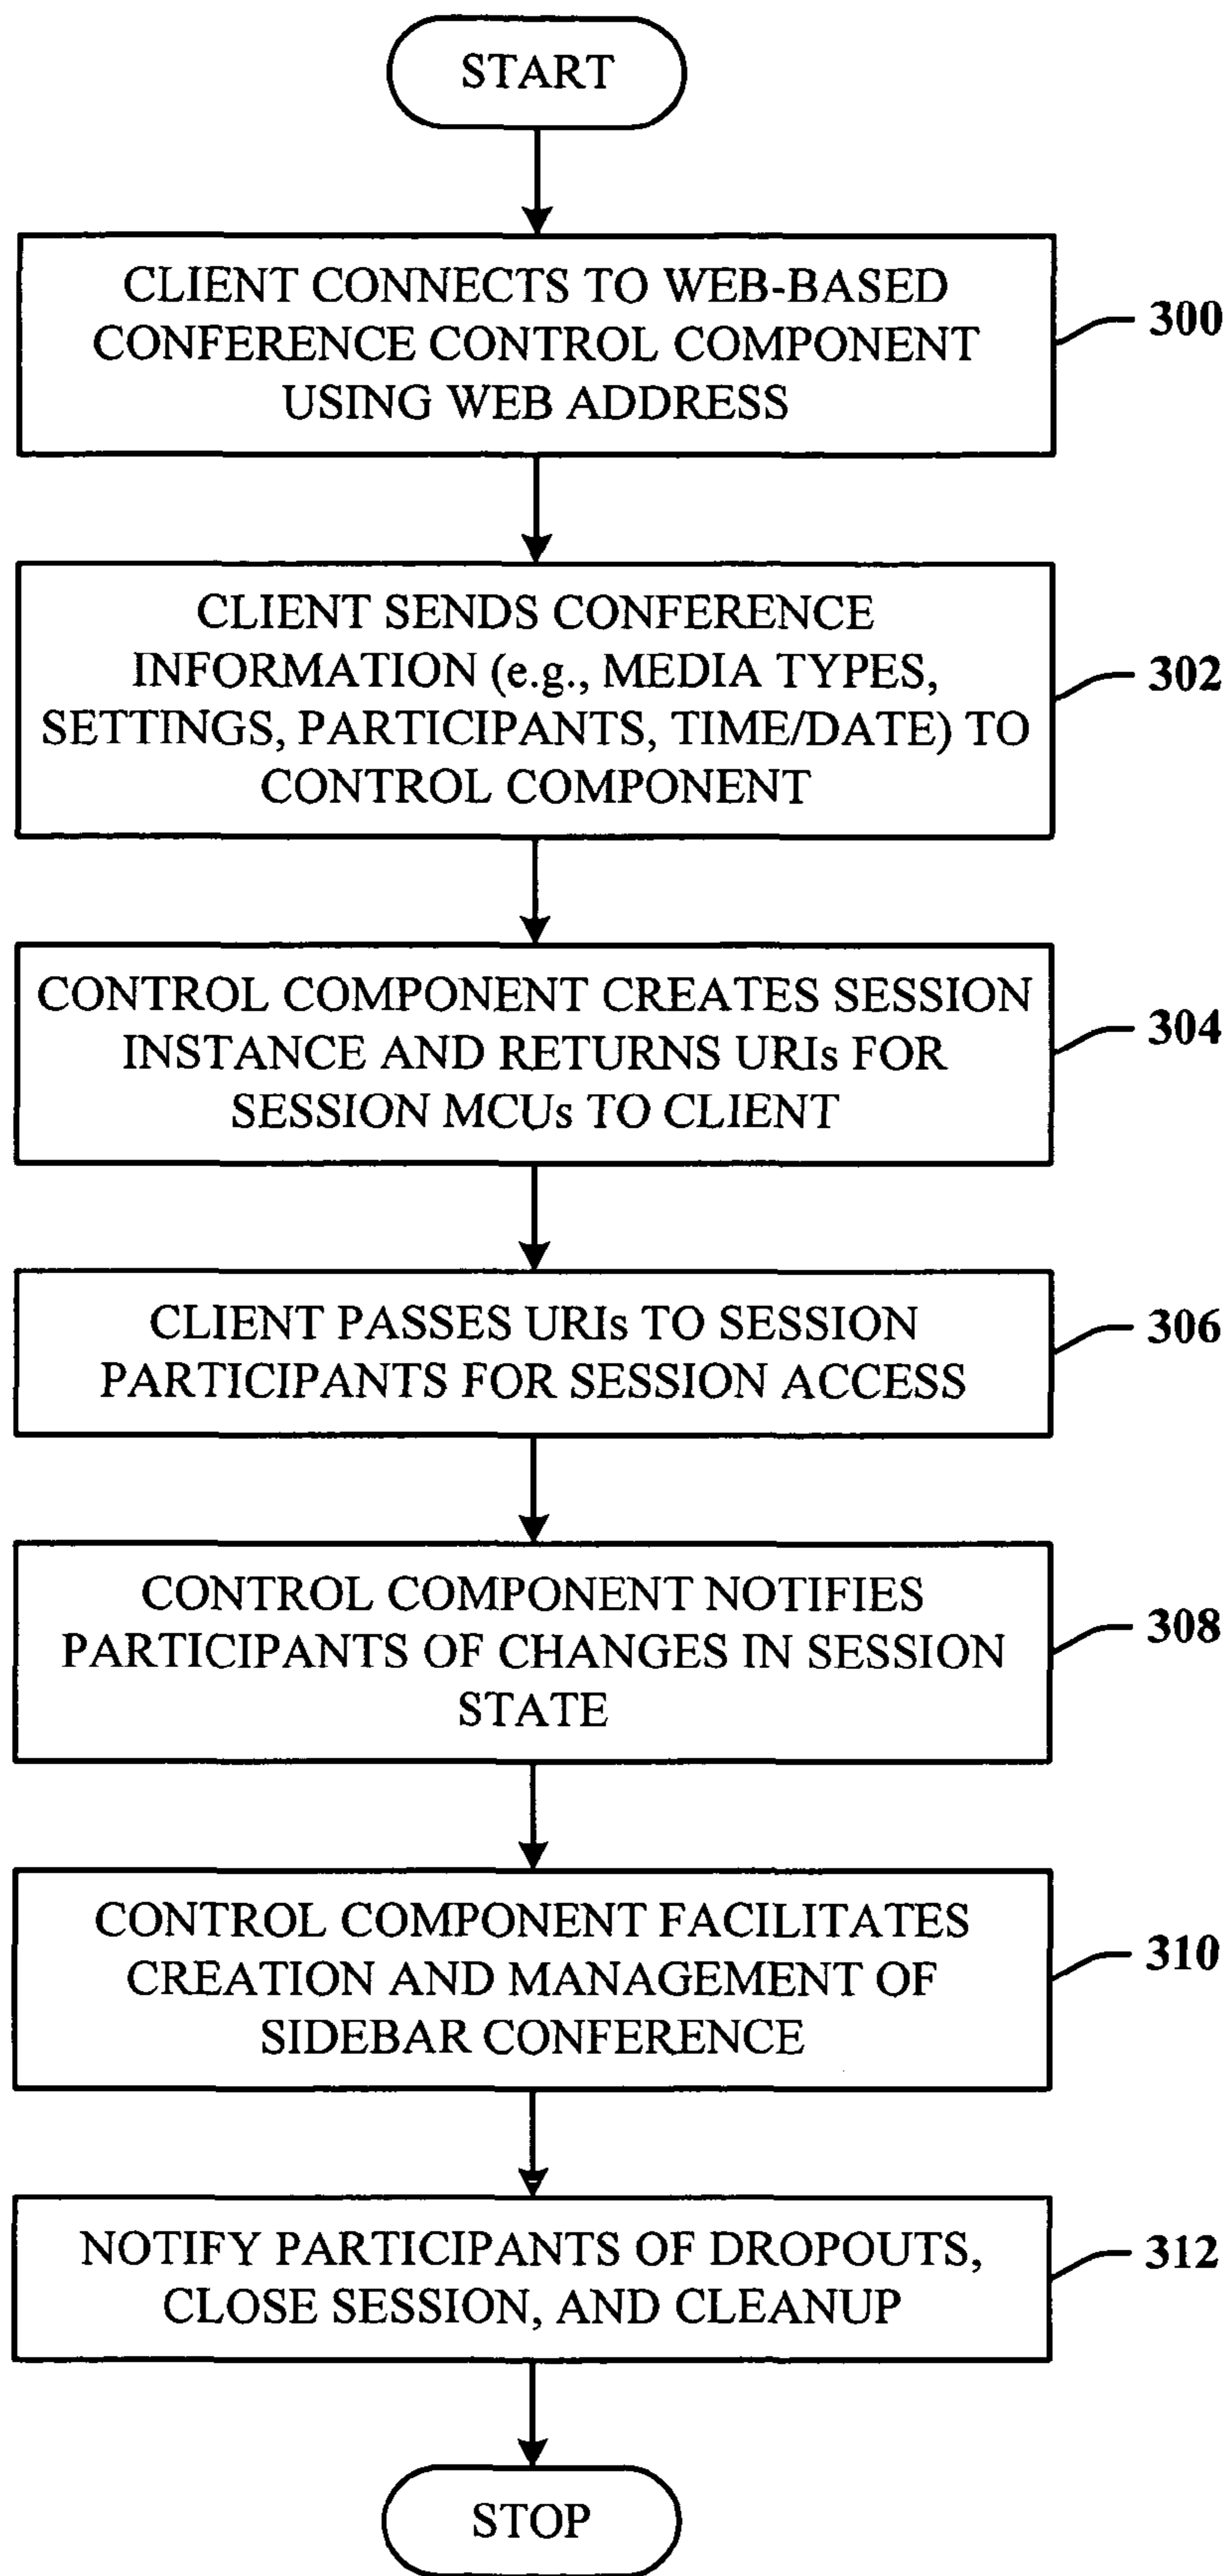 START
CLIENT CONNECTS TO WEB-BASED
CONFERENCE CONTROL COMPONENT
USING WEB ADDRESS
300
CLIENT SENDS CONFERENCE
INFORMATION (e.g., MEDIA TYPES,
SETTINGS, PARTICIPANTS, TIME/DATE) TO
CONTROL COMPONENT
302
CONTROL COMPONENT CREATES SESSION
INSTANCE AND RETURNS URIs FOR
SESSION MCUs TO CLIENT
304
CLIENT PASSES URIs TO SESSION
PARTICIPANTS FOR SESSION ACCESS
306
CONTROL COMPONENT NOTIFIES
PARTICIPANTS OF CHANGES IN SESSION
STATE
308
CONTROL COMPONENT FACILITATES
CREATION AND MANAGEMENT OF
SIDEBAR CONFERENCE
310
NOTIFY PARTICIPANTS OF DROPOUTS,
CLOSE SESSION, AND CLEANUP
312
STOP